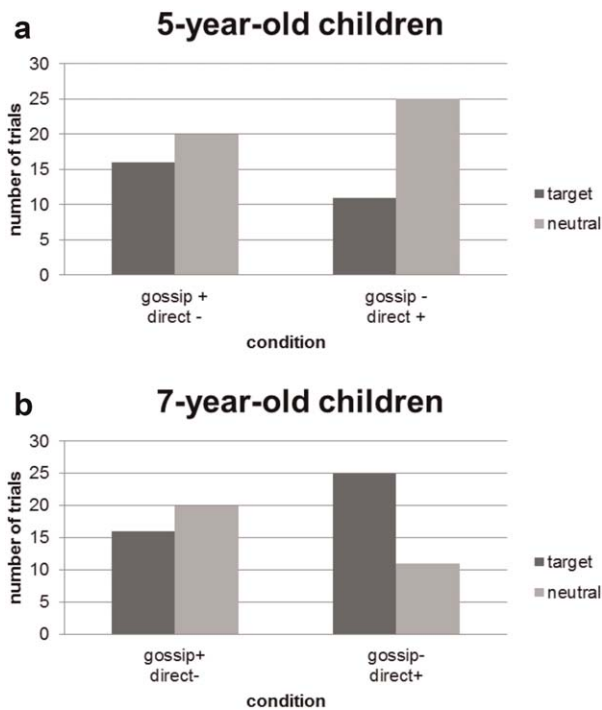 a
5-year-old children
number of trials
30
25
20
15
10
5
0
gossip +
direct -
gossip -
direct +
condition
target
neutral
b
7-year-old children
number of trials
30
25
20
15
10
5
0
gossip+
direct-
gossip-
direct+
condition
target
neutral